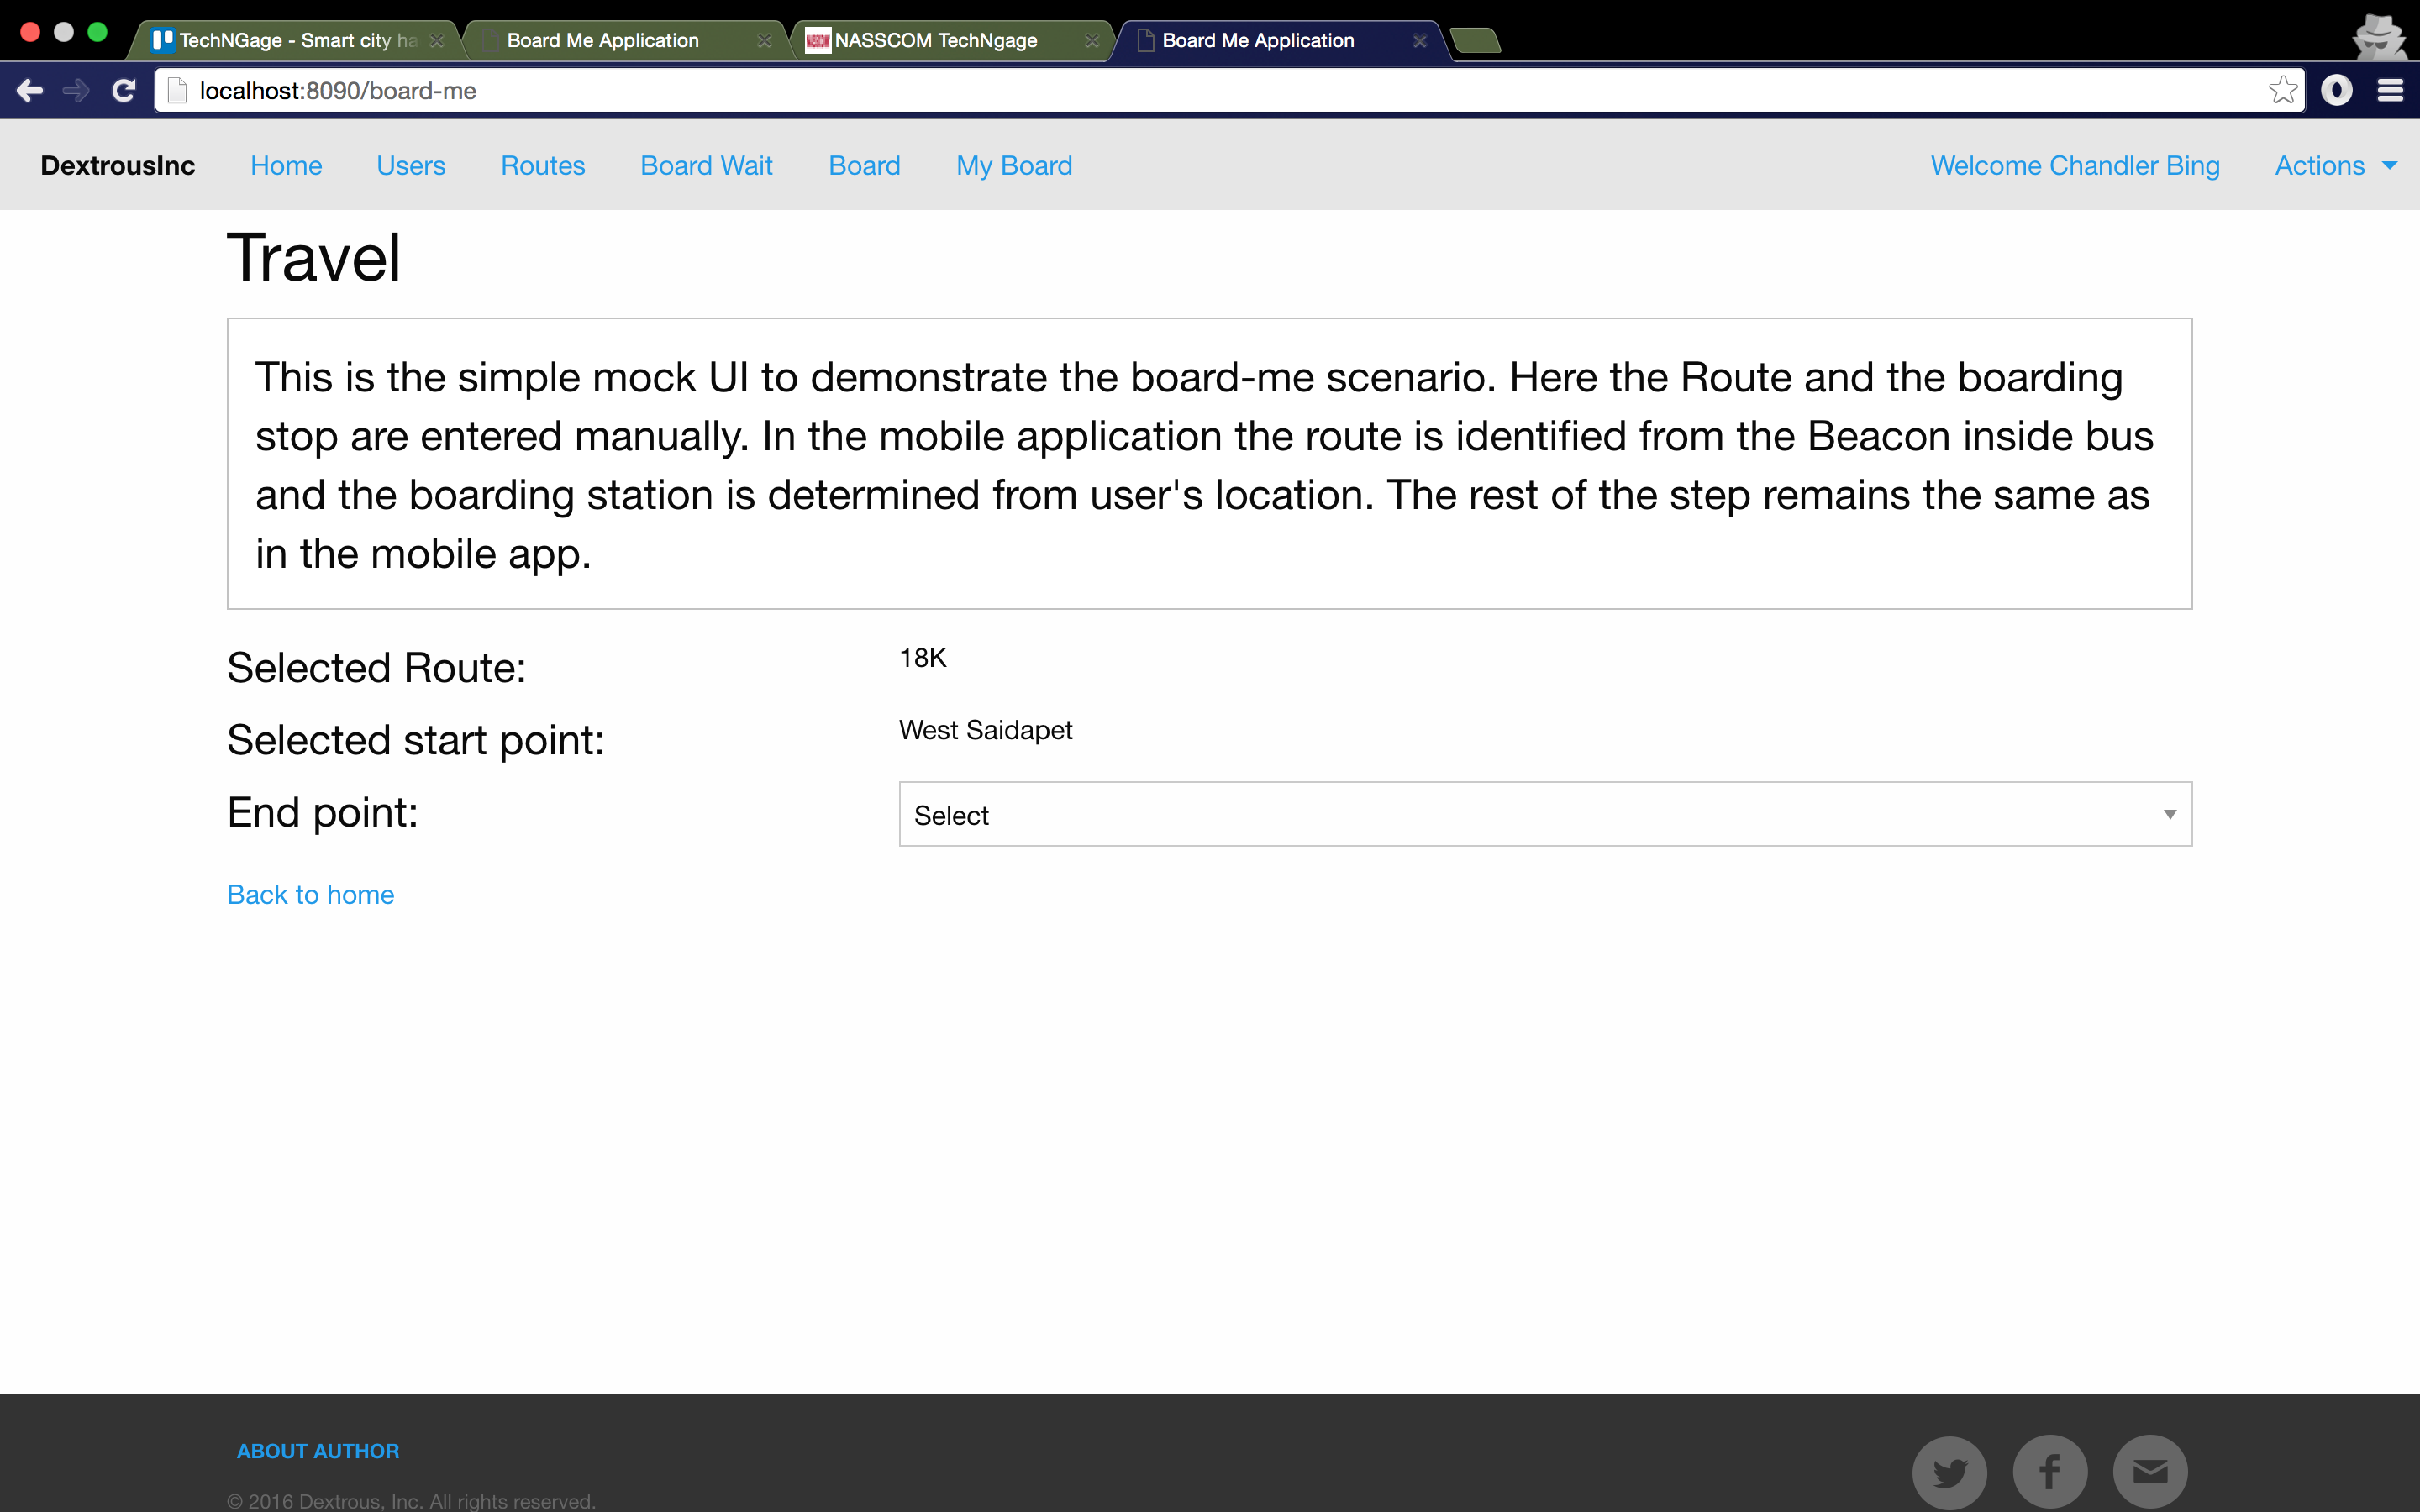 TechNGage - Smart city ha
Board Me Application
NASSCOM TechNgage
Board Me Application
localhost:8090/board-me
DextrousInc Home Users Routes Board Wait Board My Board Welcome Chandler Bing Actions
Travel
This is the simple mock UI to demonstrate the board-me scenario. Here the Route and the boarding
stop are entered manually. In the mobile application the route is identified from the Beacon inside bus
and the boarding station is determined from user's location. The rest of the step remains the same as
in the mobile app.
Selected Route: 18K
Selected start point: West Saidapet
End point: Select
Back to home
ABOUT AUTHOR
© 2016 Dextrous, Inc. All rights reserved.